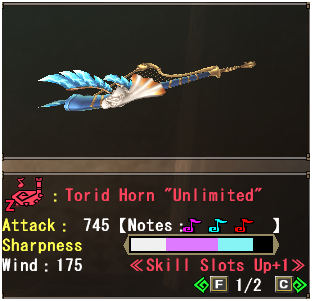 Z : Torid Horn "Unlimited"
Attack : 745【Notes : 】
Sharpness
Wind : 175 ≪Skill Slots Up+1≫
F 1/2 C